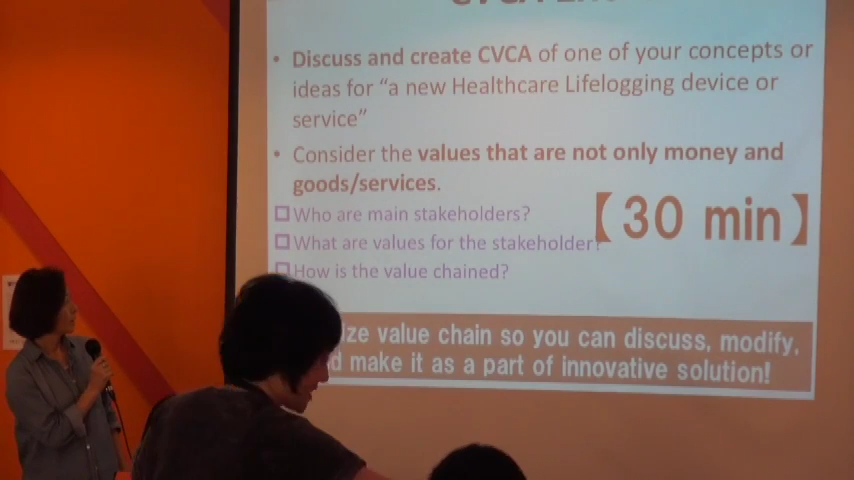 • Discuss and create CVCA of one of your concepts or
ideas for “a new Healthcare Lifelogging device or
service”
• Consider the values that are not only money and
goods/services.
Who are main stakeholders?
【30 min】
What are values for the stakeholder?
How is the value chained?
value chain so you can discuss, modify,
make it as a part of innovative solution!